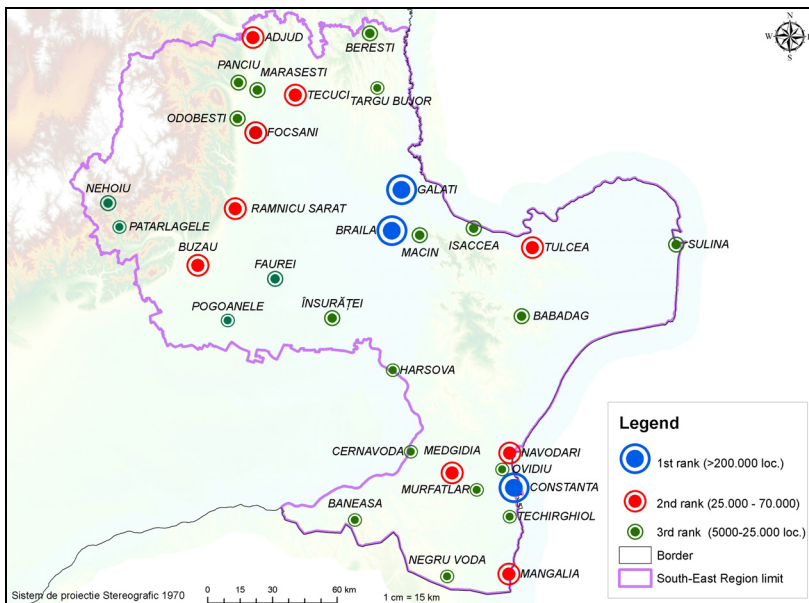 ADJUD
BERESTI
N
W E
S
PANCIU
MARASESTI
TECUCI
TARGU BUJOR
ODOBESTI
FOCSANI
NEHOIU
GALATI
RAMNICU SARAT
PATARLAGELE
BRAILA
MACIN
ISACCEA
TULCEA
SULINA
BUZAU
FAUREI
POGOANELE
ÎNSURĂȚEI
BABADAG
HARSOVA
CERNAVODA
MEDGIDIA
NAVODARI
OVIDIU
MURFATLAR
CONSTANTA
BANEASA
TECHIRGHIOL
NEGRU VODA
MANGALIA
Legend
1st rank (>200.000 loc.)
2nd rank (25.000 - 70.000)
3rd rank (5000-25.000 loc.)
Border
South-East Region limit
Sistem de proiectie Stereografic 1970
0 15 30 60 km
1 cm = 15 km